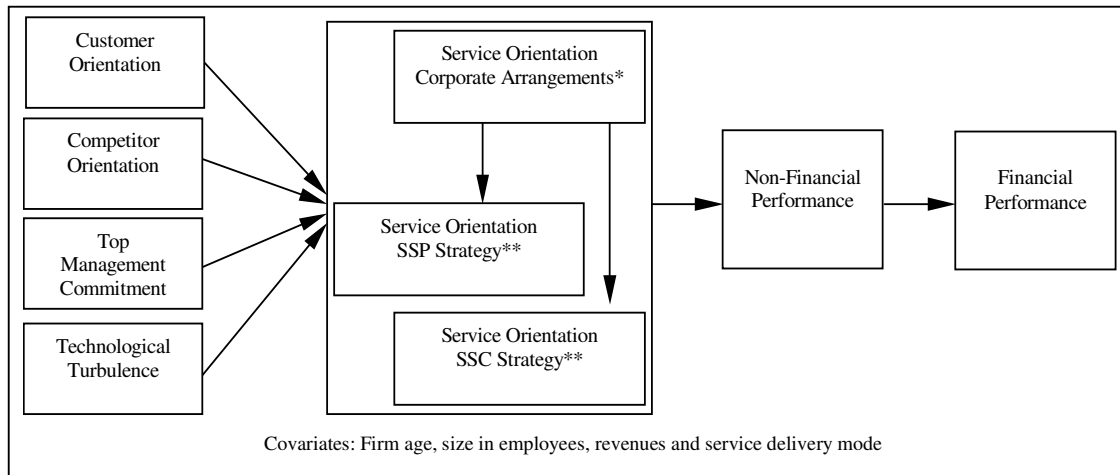 Customer
Orientation
Competitor
Orientation
Top
Management
Commitment
Technological
Turbulence
Service Orientation
Corporate Arrangements*
Service Orientation
SSP Strategy**
Service Orientation
SSC Strategy**
Non-Financial
Performance
Financial
Performance
Covariates: Firm age, size in employees, revenues and service delivery mode